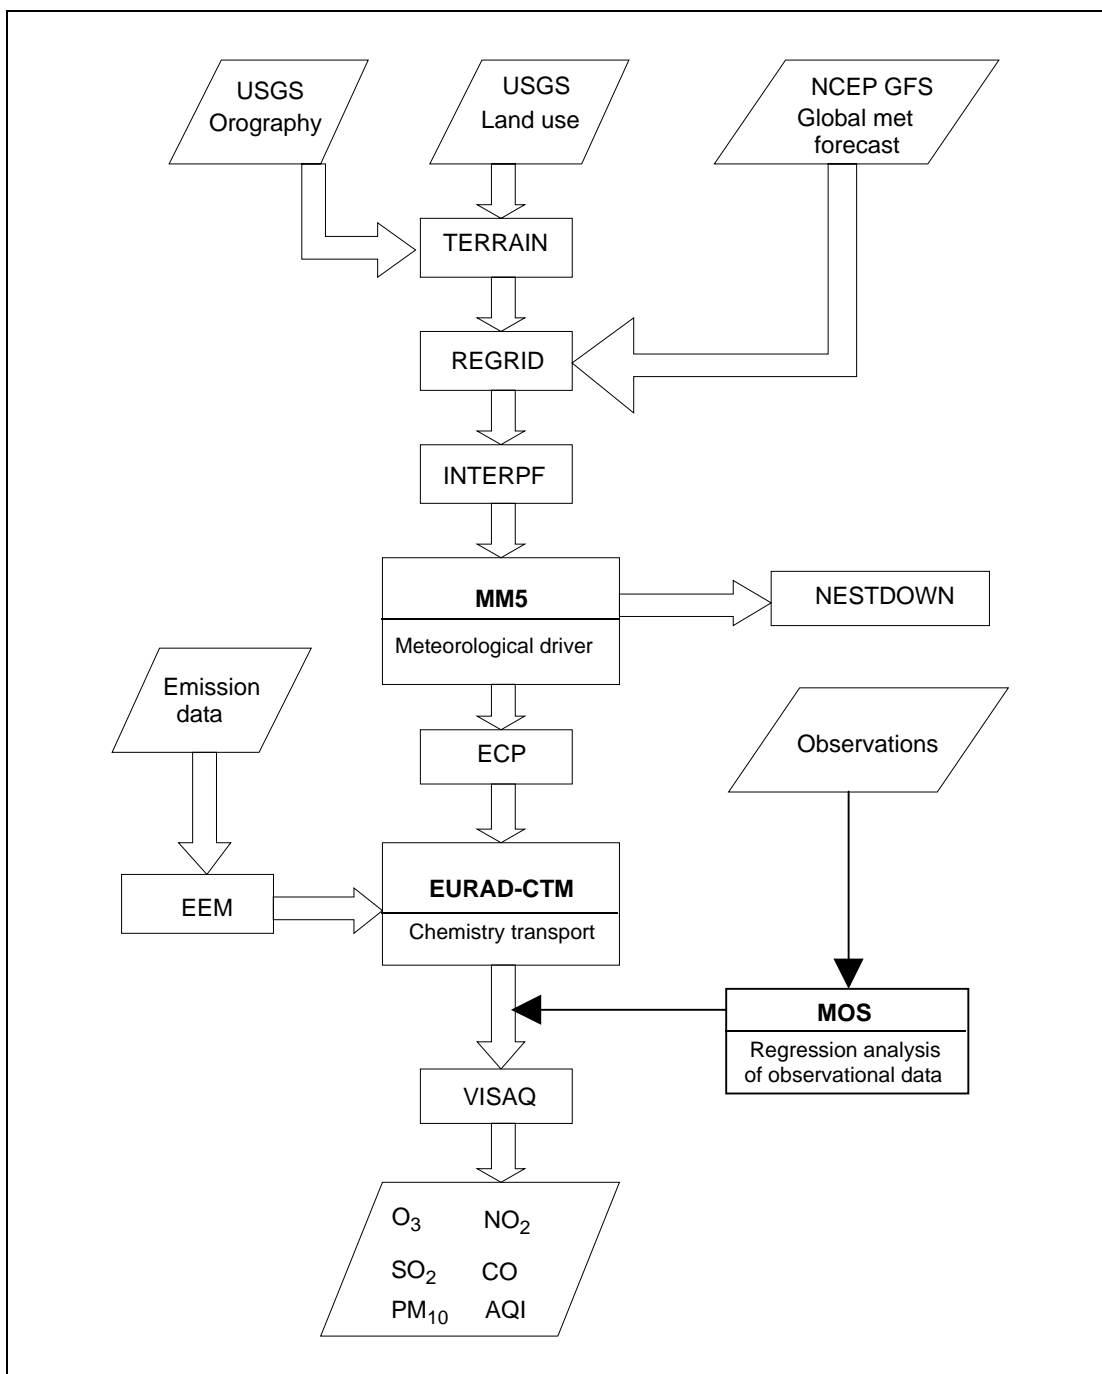 USGS
Orography
USGS
Land use
NCEP GFS
Global met
forecast
TERRAIN
REGRID
INTERPF
MM5
Meteorological driver
NESTDOWN
Emission
data
ECP
Observations
EEM
EURAD-CTM
Chemistry transport
MOS
Regression analysis
of observational data
VISAQ
O3 NO2
SO2 CO
PM10 AQI